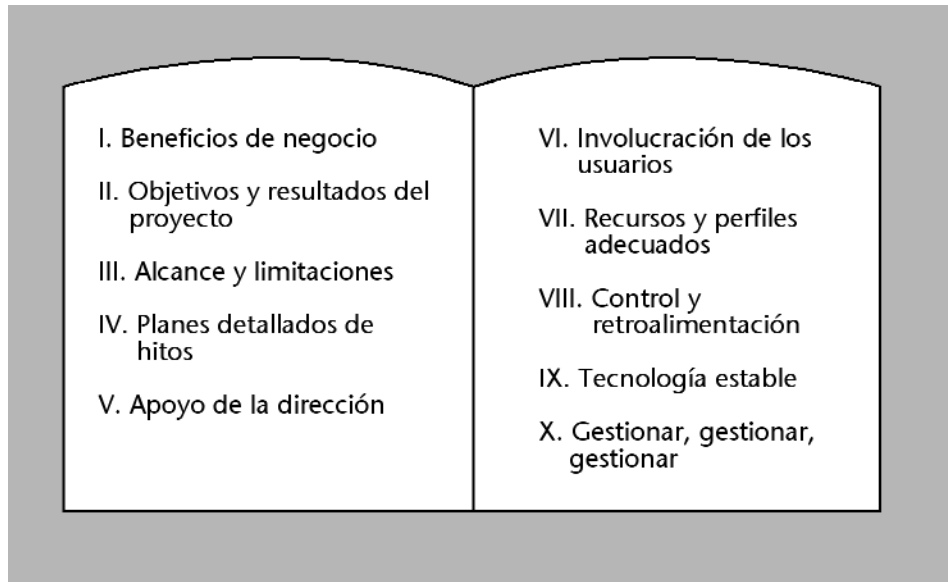 I. Beneficios de negocio
II. Objetivos y resultados del
proyecto
III. Alcance y limitaciones
IV. Planes detallados de
hitos
V. Apoyo de la dirección
VI. Involucración de los
usuarios
VII. Recursos y perfiles
adecuados
VIII. Control y
retroalimentación
IX. Tecnología estable
X. Gestionar, gestionar,
gestionar